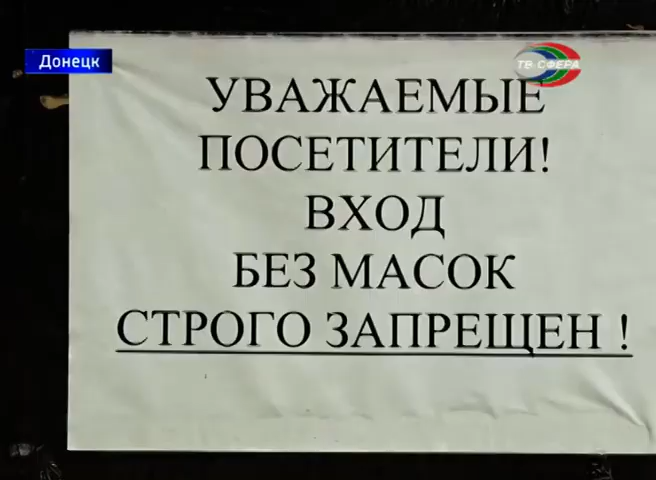 Донецк
ТВ СФЕРА
УВАЖАЕМЫЕ
ПОСЕТИТЕЛИ!
ВХОД
БЕЗ МАСОК
СТРОГО ЗАПРЕЩЕН !